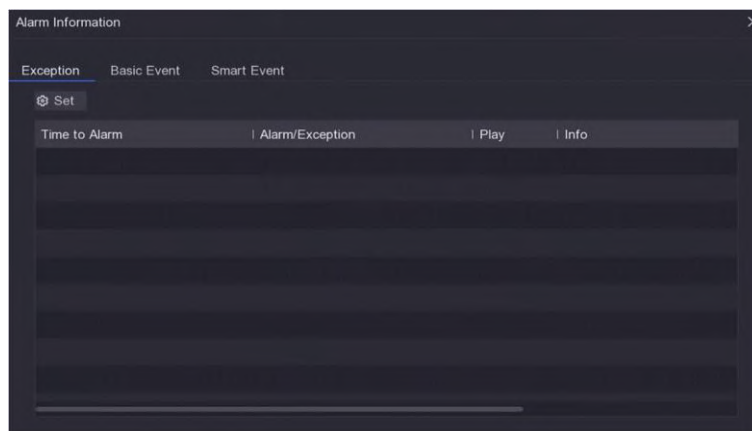 Alarm Information
Exception Basic Event Smart Event
Set
Time to Alarm Alarm/Exception Play Info